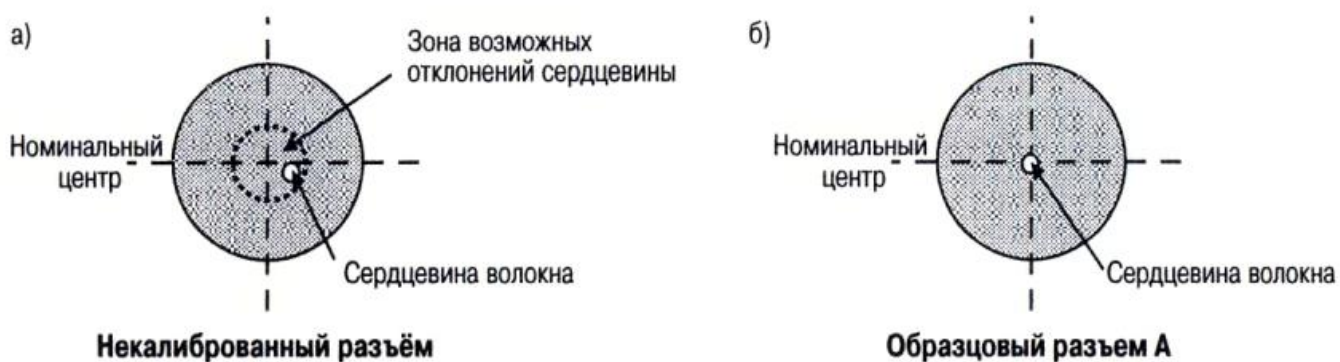 а)
Зона возможных
отклонений сердцевины
Номинальный
центр
Сердцевина волокна
Некалиброванный разъём
б)
Номинальный
центр
Сердцевина волокна
Образцовый разъем А